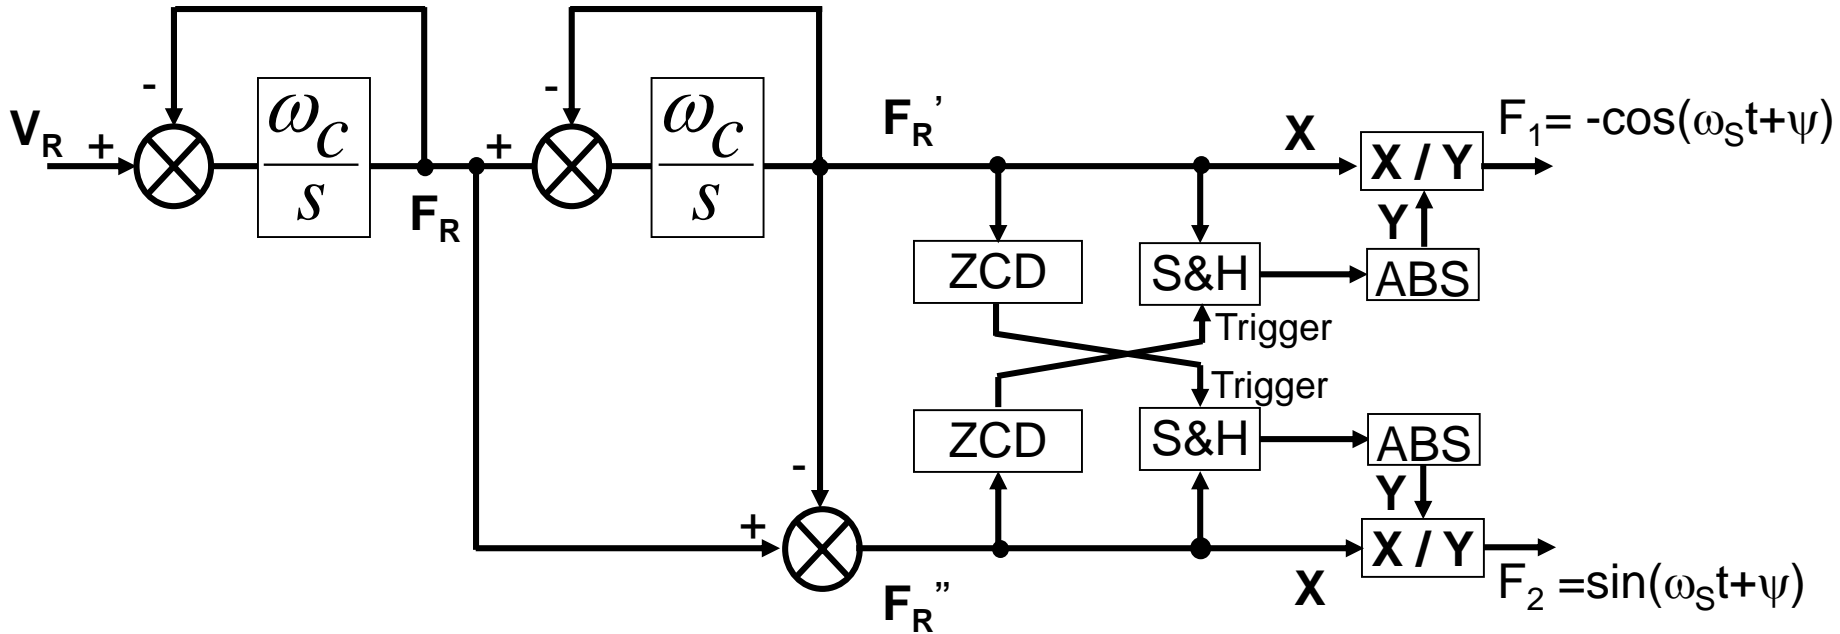 V_R
+
-
ω_c
s
F_R
+
-
ω_c
s
F_R'
X
X / Y
F_1= -cos(ω_St+ψ)
Y
ZCD
S&H
ABS
Trigger
Trigger
ZCD
S&H
ABS
Y
-
+
F_R''
X
X / Y
F_2 =sin(ω_St+ψ)